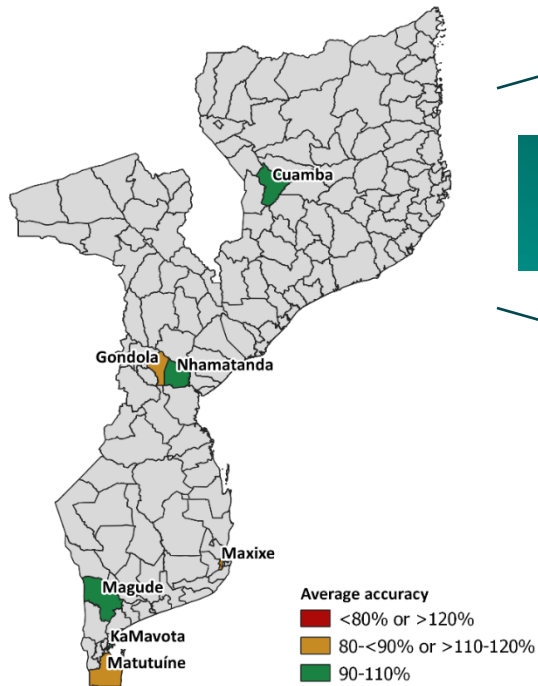 Cuamba
Gondola
Nhamatanda
Maxixe
Magude
KaMavota
Matutuíne
Average accuracy
<80% or >120%
80-<90% or >110-120%
90-110%